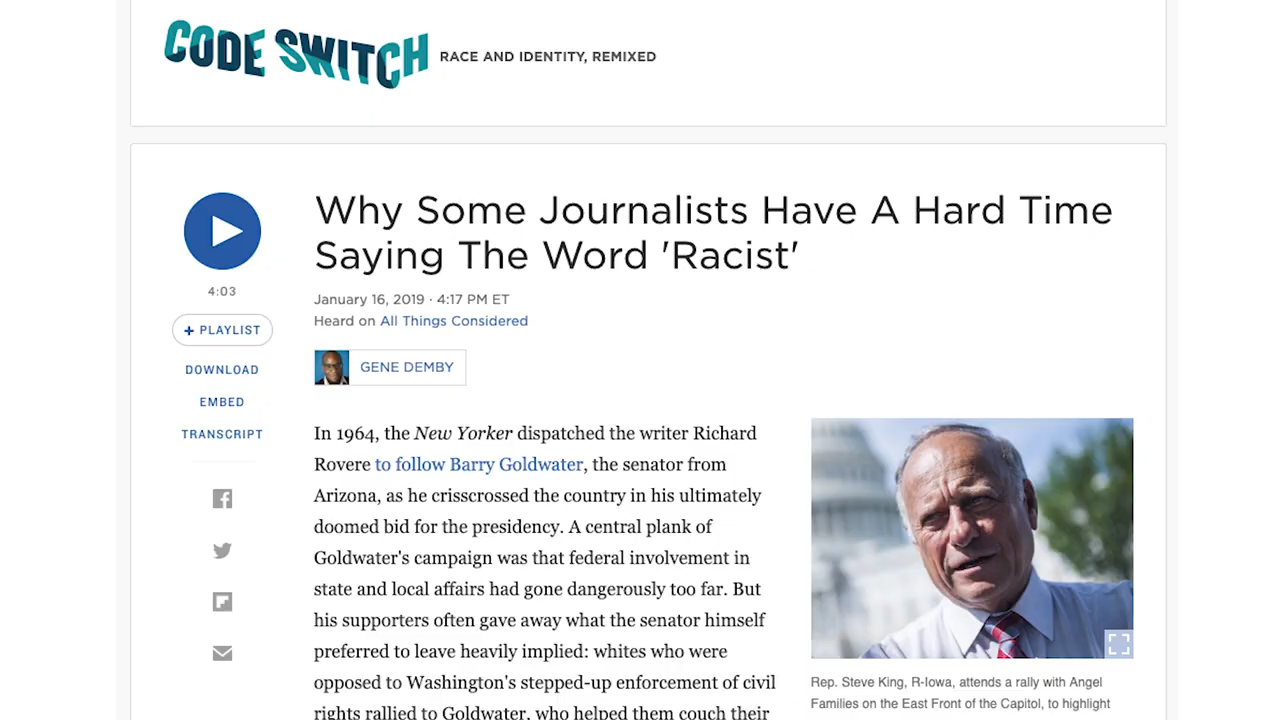 CODE SWITCH RACE AND IDENTITY, REMIXED
Why Some Journalists Have A Hard Time
Saying The Word 'Racist'
January 16, 2019 · 4:17 PM ET
Heard on All Things Considered
GENE DEMBY
4:03
+ PLAYLIST
DOWNLOAD
EMBED
TRANSCRIPT
In 1964, the New Yorker dispatched the writer Richard
Rovere to follow Barry Goldwater, the senator from
Arizona, as he crisscrossed the country in his ultimately
doomed bid for the presidency. A central plank of
Goldwater's campaign was that federal involvement in
state and local affairs had gone dangerously too far. But
his supporters often gave away what the senator himself
preferred to leave heavily implied: whites who were
opposed to Washington's stepped-up enforcement of civil
rights rallied to Goldwater, who helped them couch their
Rep. Steve King, R-Iowa, attends a rally with Angel
Families on the East Front of the Capitol, to highlight